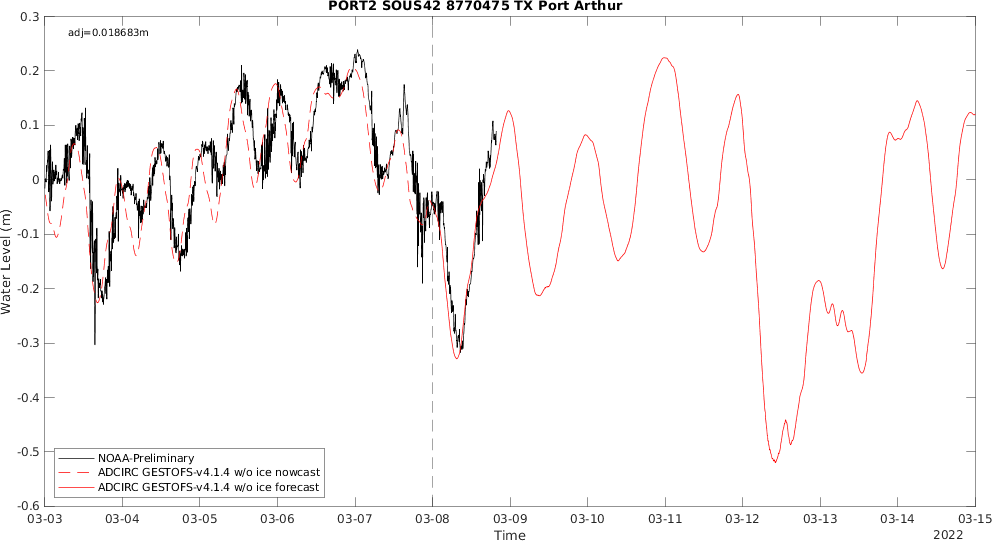 PORT2 SOUS42 8770475 TX Port Arthur
adj=0.018683m
0.3
0.2
0.1
0
-0.1
-0.2
-0.3
-0.4
-0.5
-0.6
Water Level (m)
NOAA-Preliminary
ADCIRC GESTOFS-v4.1.4 w/o ice nowcast
ADCIRC GESTOFS-v4.1.4 w/o ice forecast
03-03 03-04 03-05 03-06 03-07 03-08 03-09 03-10 03-11 03-12 03-13 03-14 03-15
Time
2022